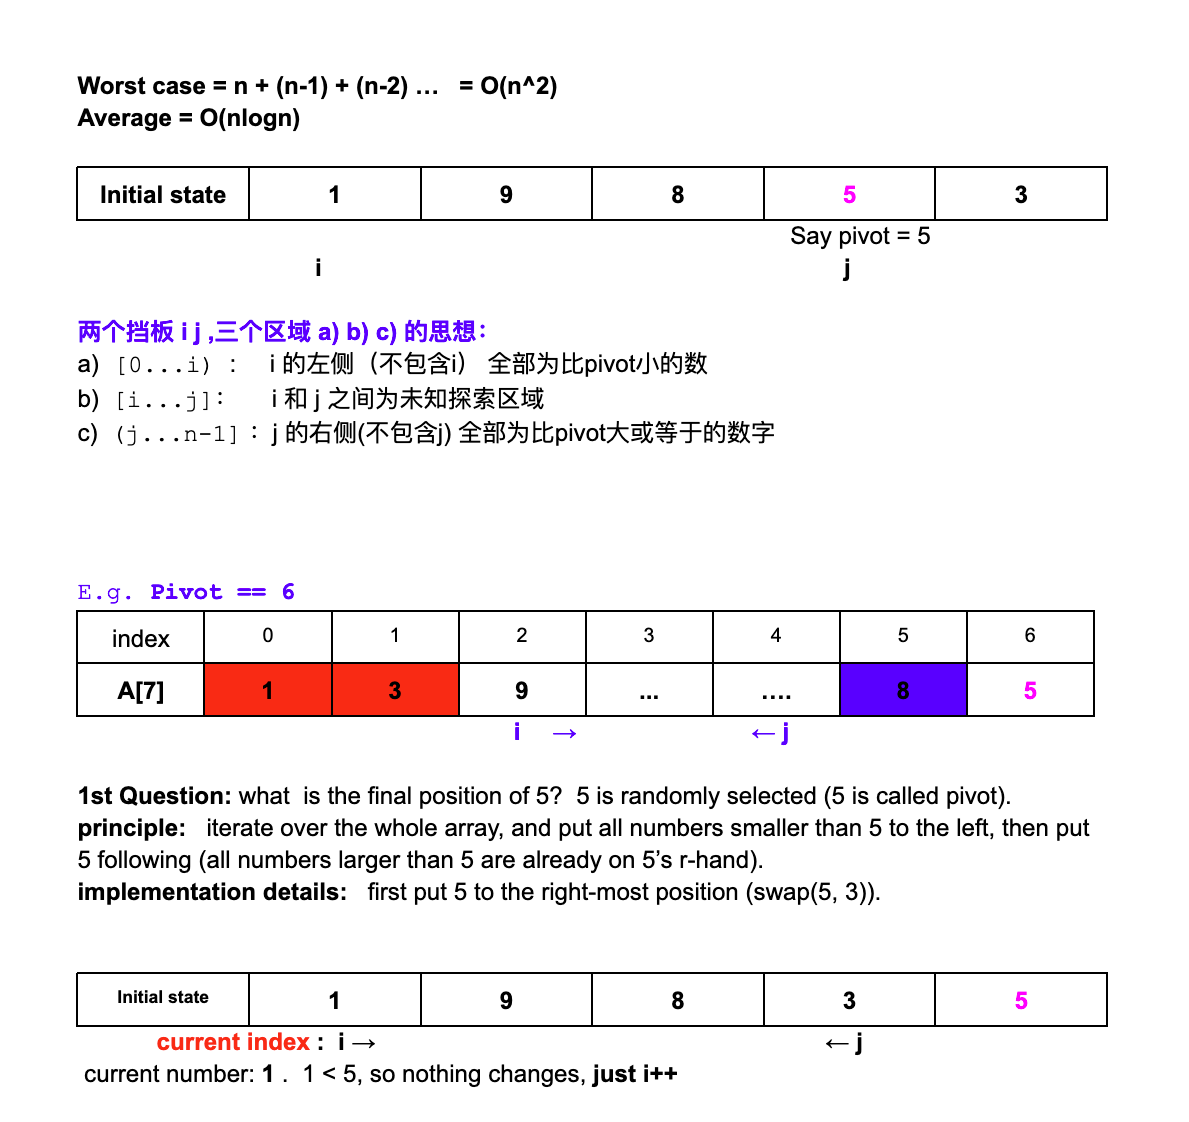 Worst case = n + (n-1) + (n-2) … = O(n^2)
Average = O(nlogn)
Initial state 1 9 8 5 3
Say pivot = 5
i j
两个挡板 i j ,三个区域 a) b) c) 的思想：
a) [0...i) : i 的左侧（不包含i） 全部为比pivot小的数
b) [i...j]: i 和 j 之间为未知探索区域
c) (j...n-1] : j 的右侧(不包含j) 全部为比pivot大或等于的数字
E.g. Pivot == 6
index 0 1 2 3 4 5 6
A[7] 1 3 9 ... .... 8 5
i → ←j
1st Question: what is the final position of 5? 5 is randomly selected (5 is called pivot).
principle: iterate over the whole array, and put all numbers smaller than 5 to the left, then put
5 following (all numbers larger than 5 are already on 5’s r-hand).
implementation details: first put 5 to the right-most position (swap(5, 3)).
Initial state 1 9 8 3 5
current index : i→ ←j
current number: 1 . 1 < 5, so nothing changes, just i++